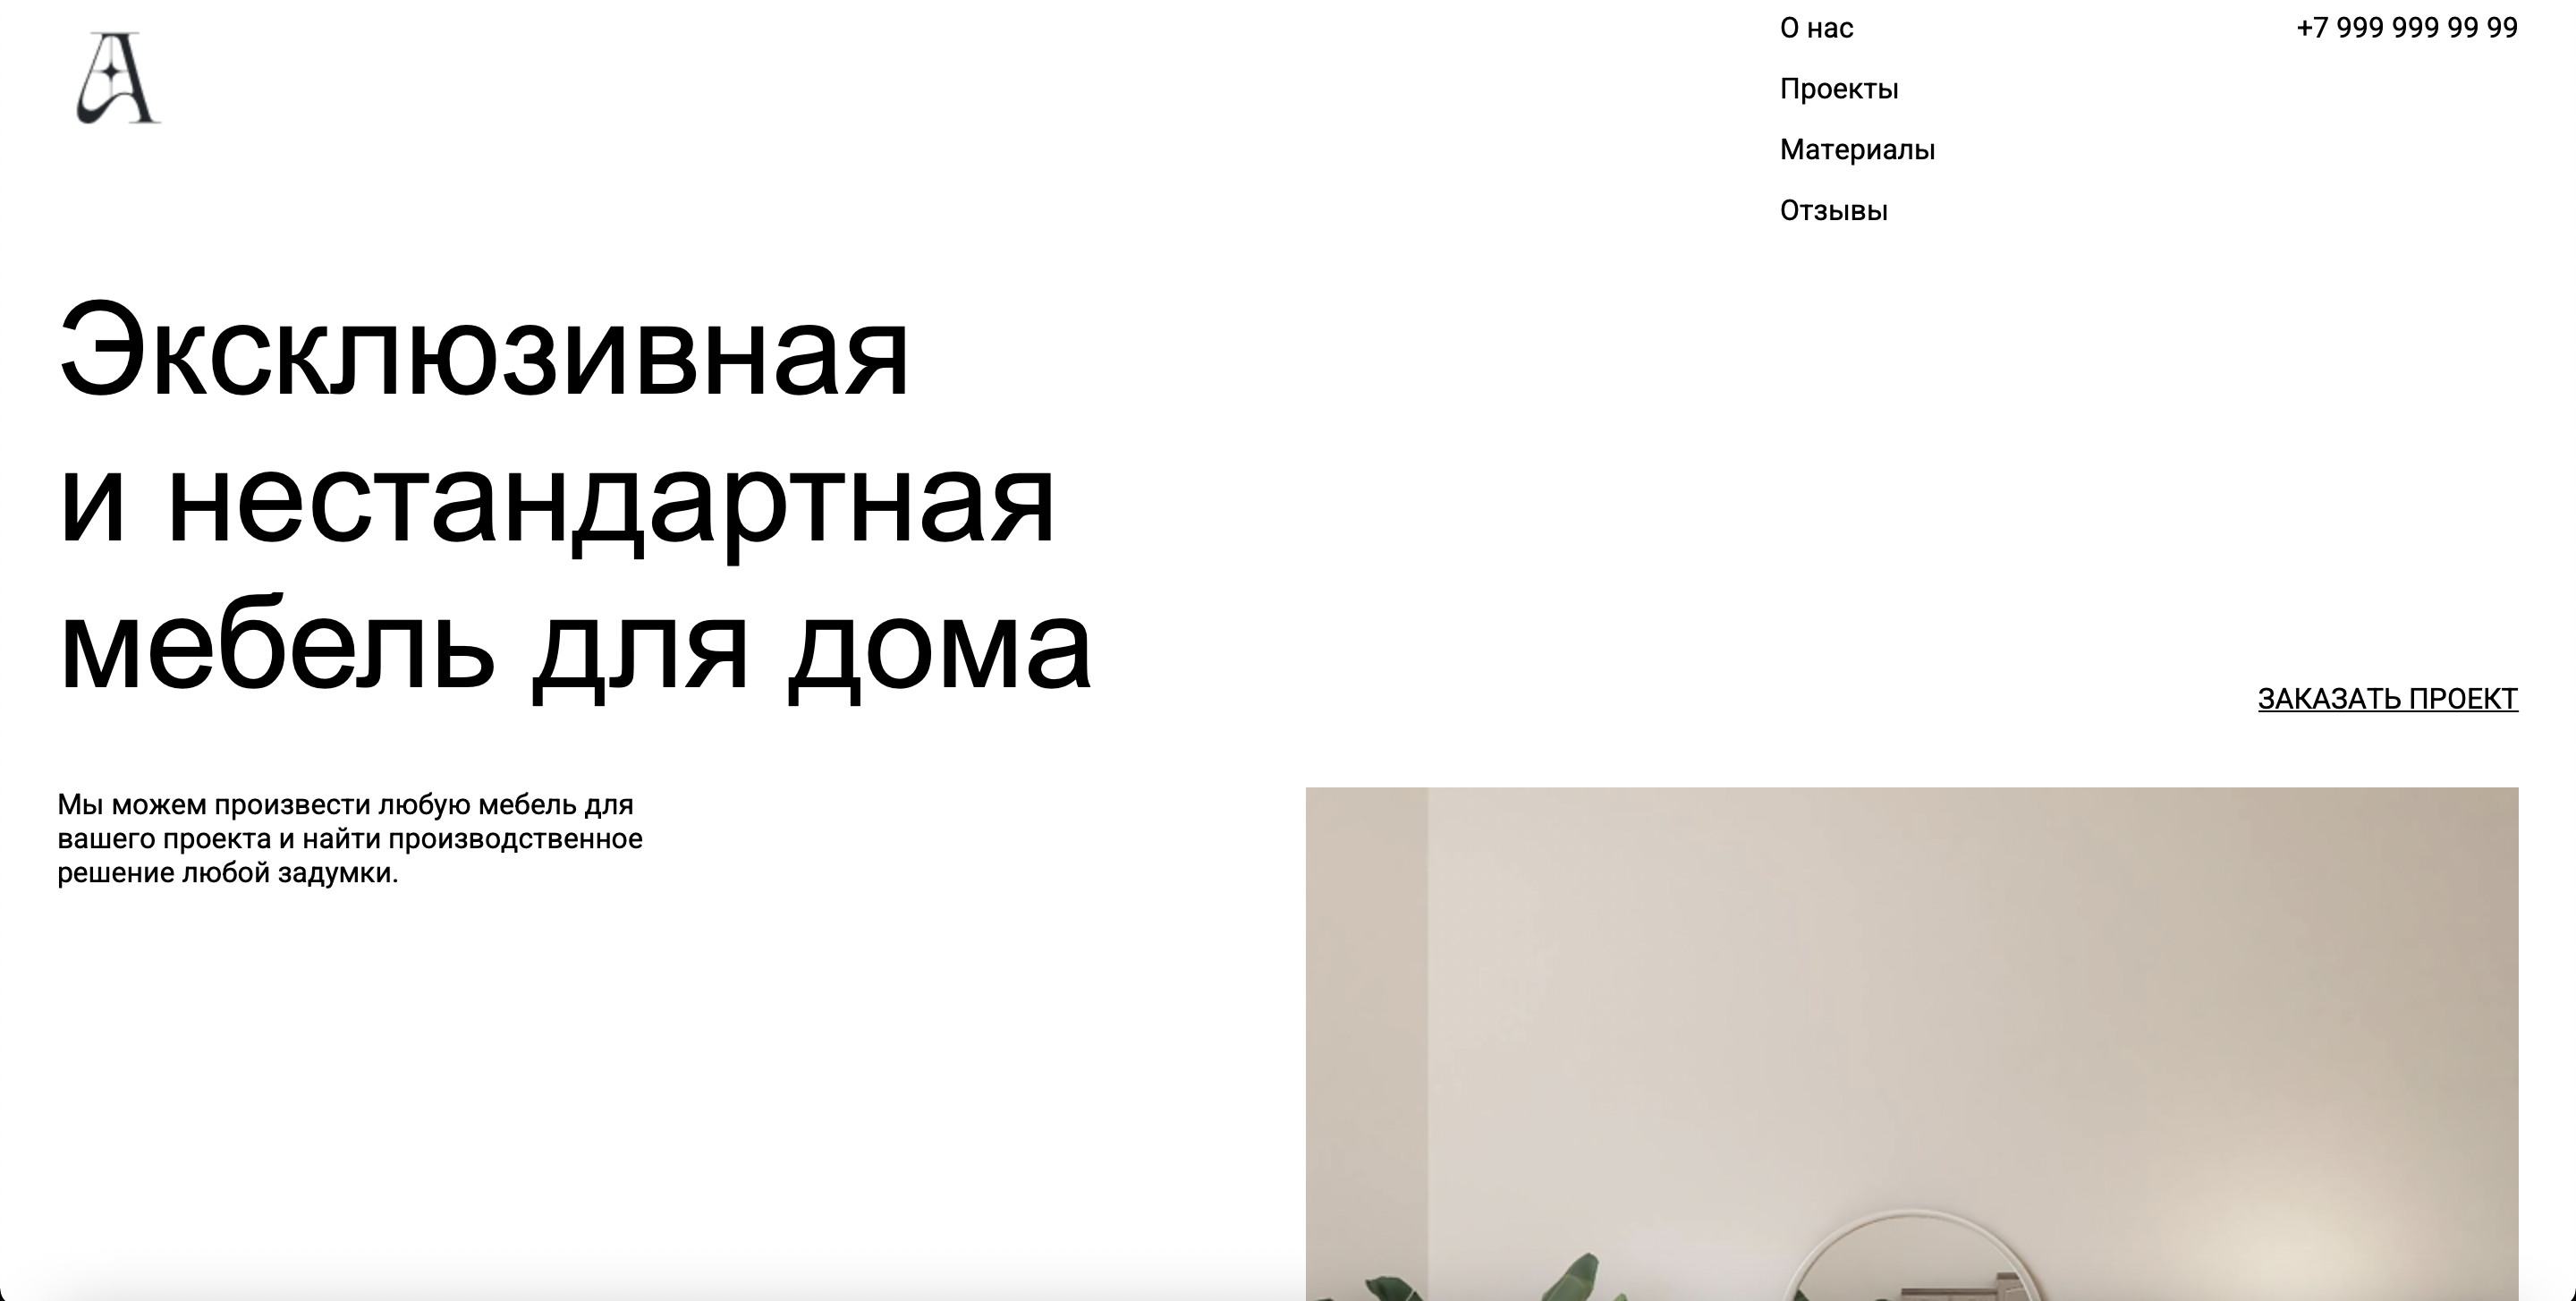 А
О нас
+7 999 999 99 99
Проекты
Материалы
Отзывы
Эксклюзивная
и нестандартная
мебель для дома
ЗАКАЗАТЬ ПРОЕКТ
Мы можем произвести любую мебель для
вашего проекта и найти производственное
решение любой задумки.